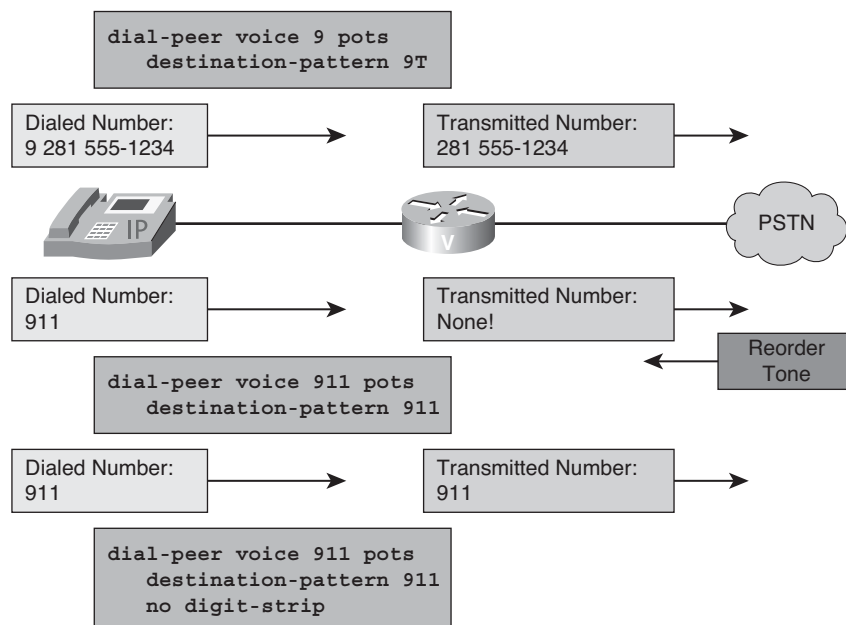 dial-peer voice 9 pots
destination-pattern 9T
Dialed Number:
9 281 555-1234
Transmitted Number:
281 555-1234
IP
V
PSTN
Dialed Number:
911
Transmitted Number:
None!
Reorder
Tone
dial-peer voice 911 pots
destination-pattern 911
Dialed Number:
911
Transmitted Number:
911
dial-peer voice 911 pots
destination-pattern 911
no digit-strip